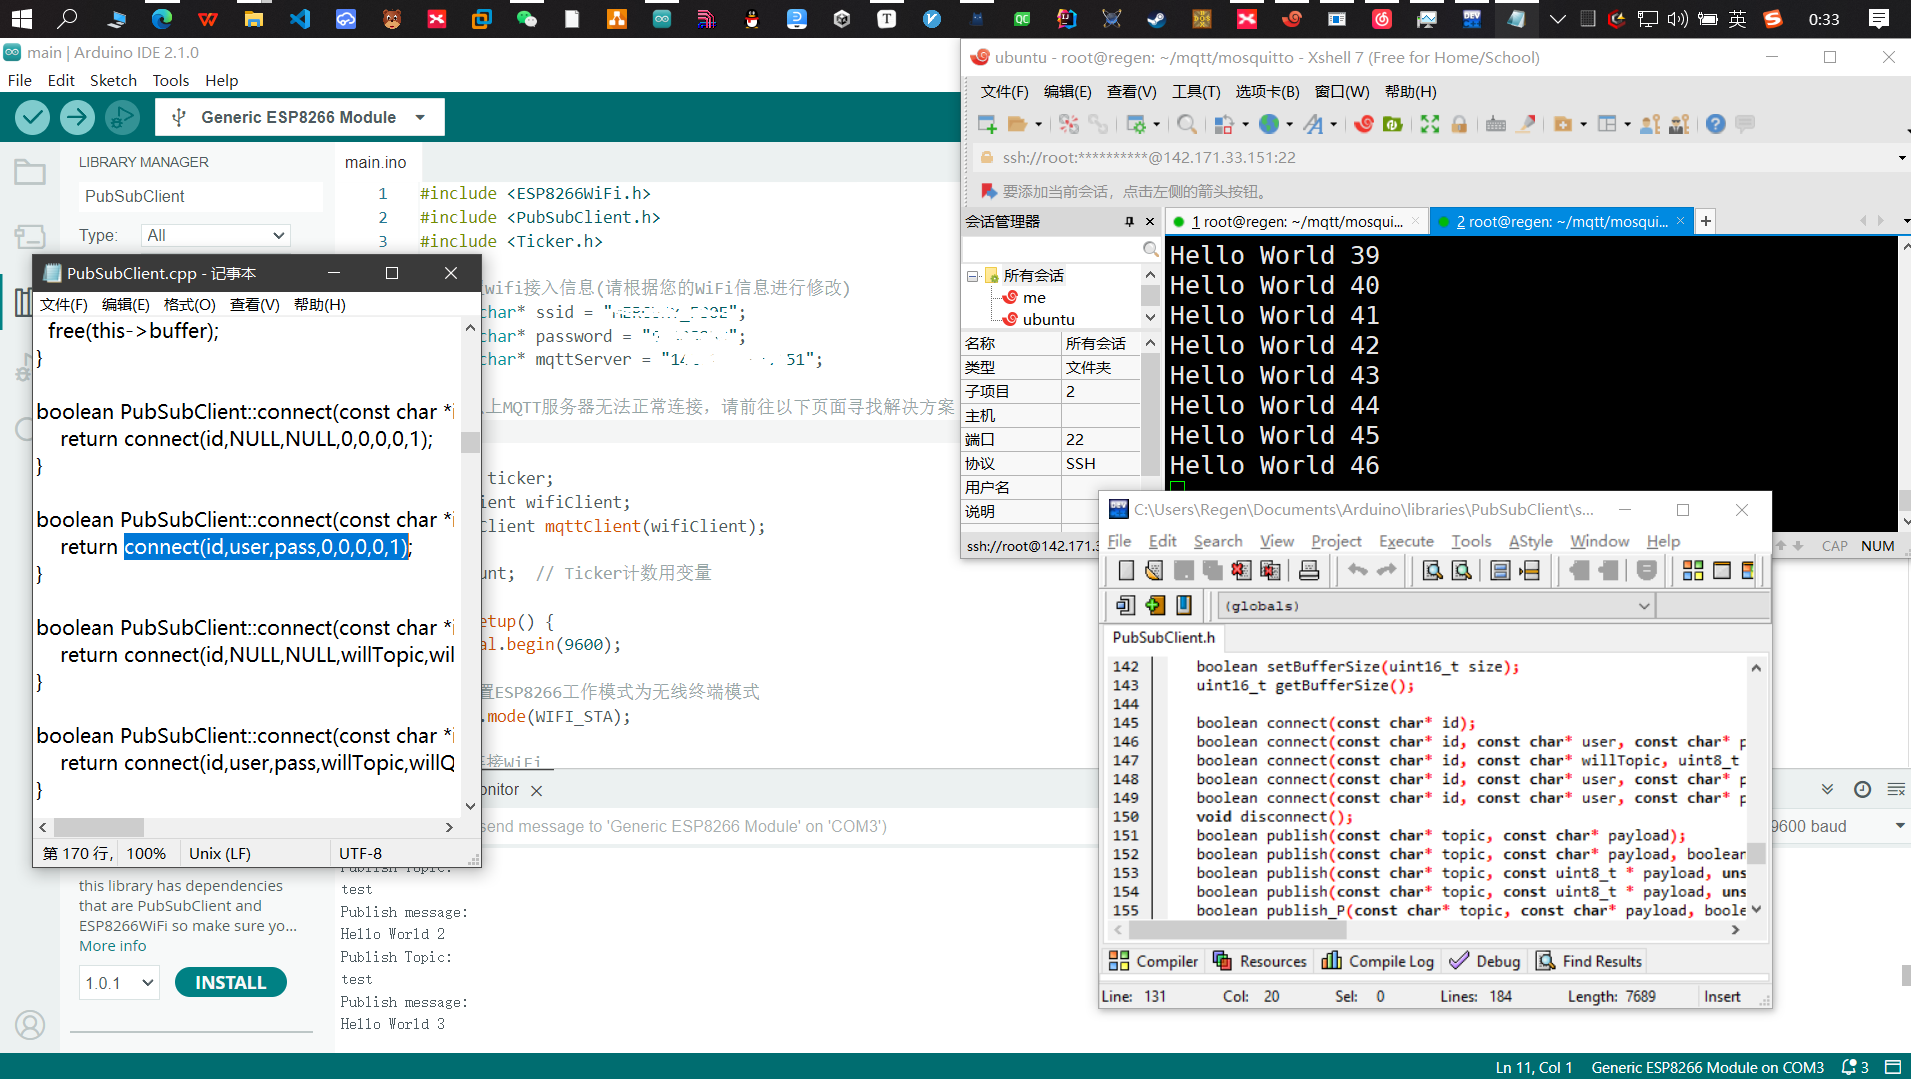 英
0:33
main | Arduino IDE 2.1.0
File Edit Sketch Tools Help
Generic ESP8266 Module
LIBRARY MANAGER
PubSubClient
Type: All
main.ino
1 #include <ESP8266WiFi.h>
2 #include <PubSubClient.h>
3 #include <Ticker.h>
wifi接入信息(请根据您的WiFi信息进行修改)
char* ssid = "
";
char* password = "
";
char* mqttServer = "14
51";
上MQTT服务器无法正常连接，请前往以下页面寻找解决方案
ticker;
ient wifiClient;
Client mqttClient(wifiClient);
unt; // Ticker计数用变量
etup() {
al.begin(9600);
置ESP8266工作模式为无线终端模式
.mode(WIFI_STA);
接WiFi
PubSubClient.cpp - 记事本
文件(F) 编辑(E) 格式(O) 查看(V) 帮助(H)
free(this->buffer);
}
boolean PubSubClient::connect(const char *i
return connect(id,NULL,NULL,0,0,0,0,1);
}
boolean PubSubClient::connect(const char *i
return connect(id,user,pass,0,0,0,0,1);
}
boolean PubSubClient::connect(const char *i
return connect(id,NULL,NULL,willTopic,wil
}
boolean PubSubClient::connect(const char *i
return connect(id,user,pass,willTopic,willQ
}
第 170 行, 100% Unix (LF) UTF-8
this library has dependencies
that are PubSubClient and
ESP8266WiFi so make sure yo...
More info
1.0.1 INSTALL
onitor
send message to 'Generic ESP8266 Module' on 'COM3')
9600 baud
Publish Topic:
test
Publish message:
Hello World 2
Publish Topic:
test
Publish message:
Hello World 3
ubuntu - root@regen: ~/mqtt/mosquitto - Xshell 7 (Free for Home/School)
文件(F) 编辑(E) 查看(V) 工具(T) 选项卡(B) 窗口(W) 帮助(H)
ssh://root:**********@142.171.33.151:22
要添加当前会话，点击左侧的箭头按钮。
会话管理器
1 root@regen: ~/mqtt/mosqui...
2 root@regen: ~/mqtt/mosqui...
所有会话
me
ubuntu
名称 所有会话
类型 文件夹
子项目 2
主机
端口 22
协议 SSH
用户名
说明
Hello World 39
Hello World 40
Hello World 41
Hello World 42
Hello World 43
Hello World 44
Hello World 45
Hello World 46
ssh://root@142.171.3
CAP NUM
C:\Users\Regen\Documents\Arduino\libraries\PubSubClient\s...
File Edit Search View Project Execute Tools AStyle Window Help
(globals)
PubSubClient.h
142 boolean setBufferSize(uint16_t size);
143 uint16_t getBufferSize();
144
145 boolean connect(const char* id);
146 boolean connect(const char* id, const char* user, const char* p
147 boolean connect(const char* id, const char* willTopic, uint8_t
148 boolean connect(const char* id, const char* user, const char* p
149 boolean connect(const char* id, const char* user, const char* p
150 void disconnect();
151 boolean publish(const char* topic, const char* payload);
152 boolean publish(const char* topic, const char* payload, boolean
153 boolean publish(const char* topic, const uint8_t * payload, uns
154 boolean publish(const char* topic, const uint8_t * payload, uns
155 boolean publish_P(const char* topic, const char* payload, boole
Compiler Resources Compile Log Debug Find Results
Line: 131 Col: 20 Sel: 0 Lines: 184 Length: 7689 Insert
Ln 11, Col 1 Generic ESP8266 Module on COM3 3